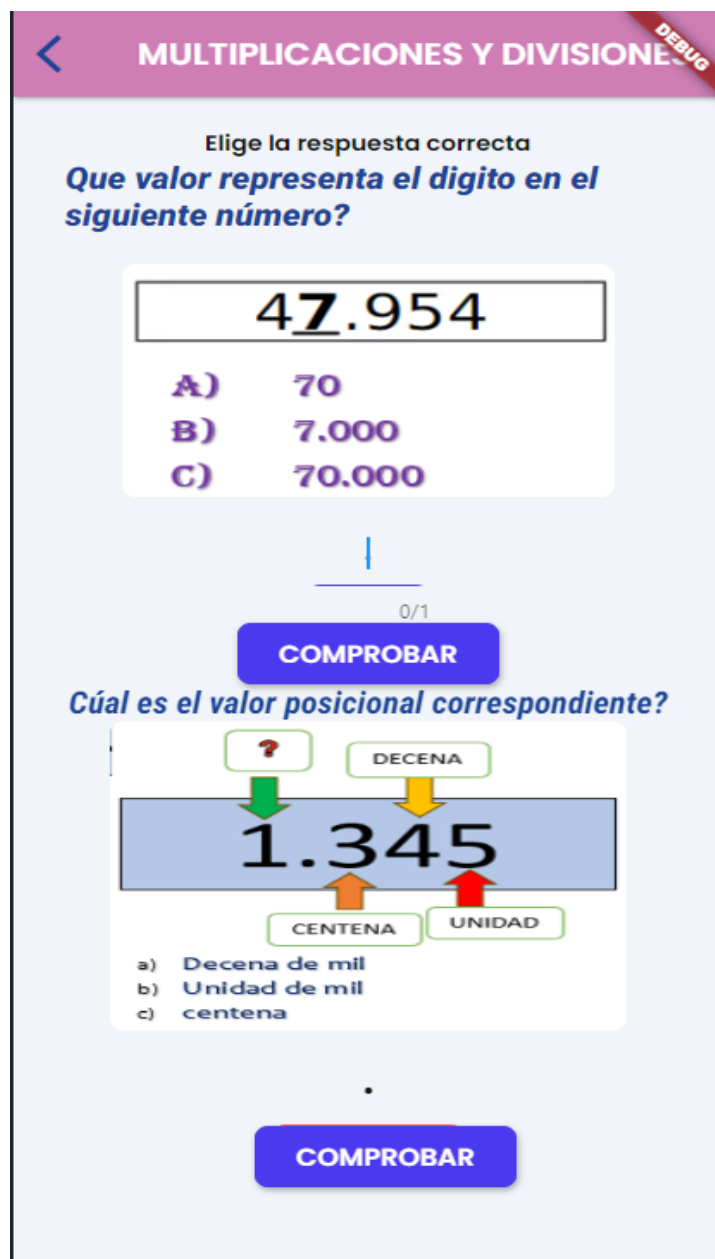 MULTIPLICACIONES Y DIVISIONES
DEBUG
Elige la respuesta correcta
Que valor representa el digito en el
siguiente número?
47.954
A) 70
B) 7.000
C) 70.000
0/1
COMPROBAR
Cúal es el valor posicional correspondiente?
?
DECENA
1.345
CENTENA
UNIDAD
a) Decena de mil
b) Unidad de mil
c) centena
.
COMPROBAR